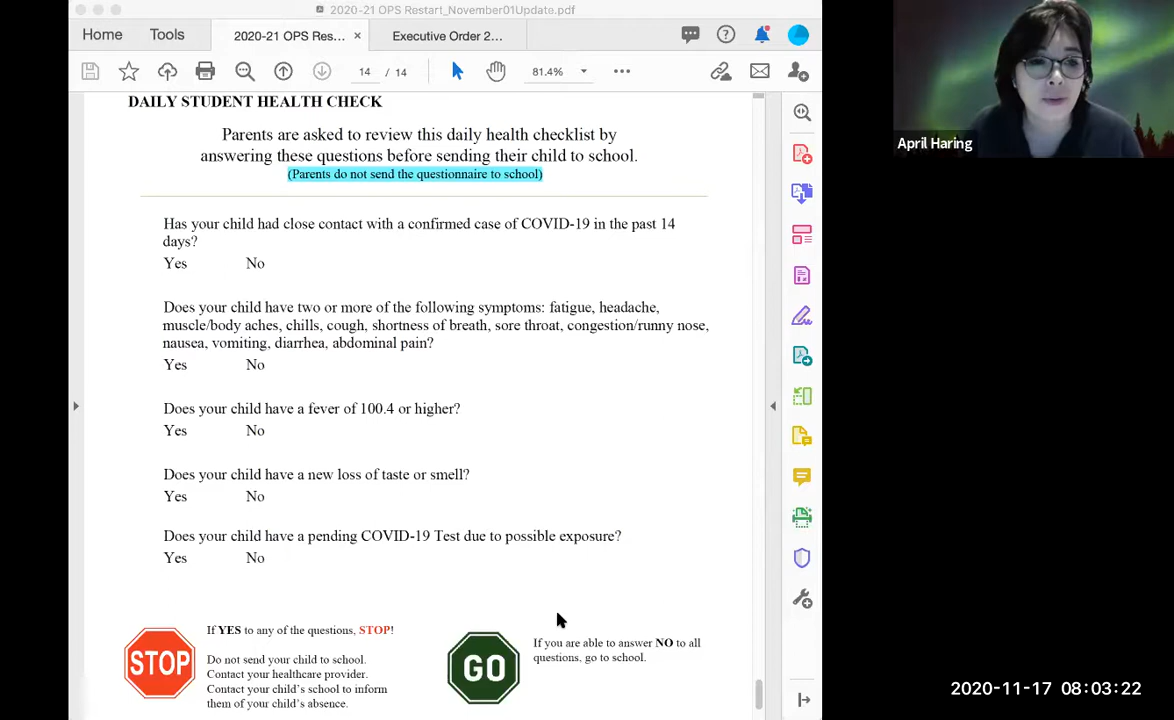 2020-21 OPS Restart_November01Update.pdf
Home Tools 2020-21 OPS Res... × Executive Order 2...
14 / 14 81.4%
April Haring
DAILY STUDENT HEALTH CHECK
Parents are asked to review this daily health checklist by
answering these questions before sending their child to school.
(Parents do not send the questionnaire to school)
Has your child had close contact with a confirmed case of COVID-19 in the past 14
days?
Yes No
Does your child have two or more of the following symptoms: fatigue, headache,
muscle/body aches, chills, cough, shortness of breath, sore throat, congestion/runny nose,
nausea, vomiting, diarrhea, abdominal pain?
Yes No
Does your child have a fever of 100.4 or higher?
Yes No
Does your child have a new loss of taste or smell?
Yes No
Does your child have a pending COVID-19 Test due to possible exposure?
Yes No
STOP
If YES to any of the questions, STOP!
Do not send your child to school.
Contact your healthcare provider.
Contact your child's school to inform
them of your child's absence.
GO
If you are able to answer NO to all
questions, go to school.
2020-11-17 08:03:22